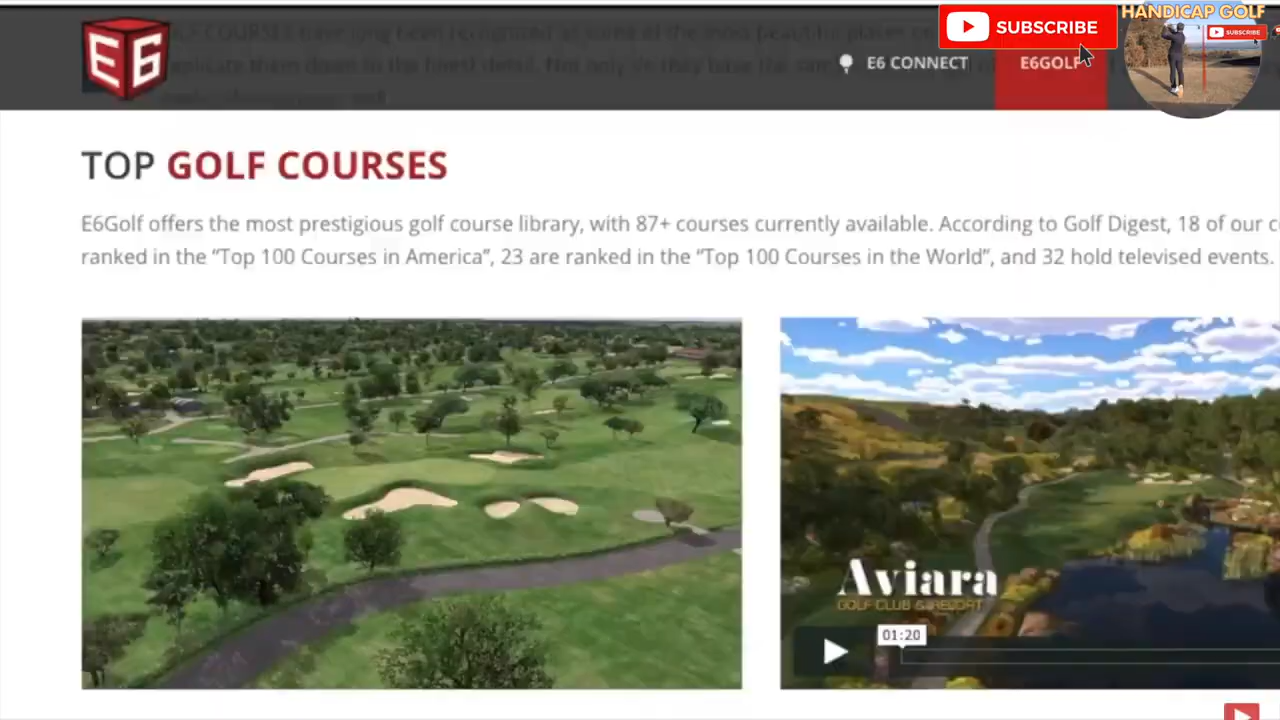 HANDICAP GOLF
SUBSCRIBE
SUBSCRIBE
E6
E6 CONNECT
E6GOLF
TOP GOLF COURSES
E6Golf offers the most prestigious golf course library, with 87+ courses currently available. According to Golf Digest, 18 of our c
ranked in the “Top 100 Courses in America”, 23 are ranked in the “Top 100 Courses in the World”, and 32 hold televised events.
Aviara
GOLF CLUB & RESORT
01:20